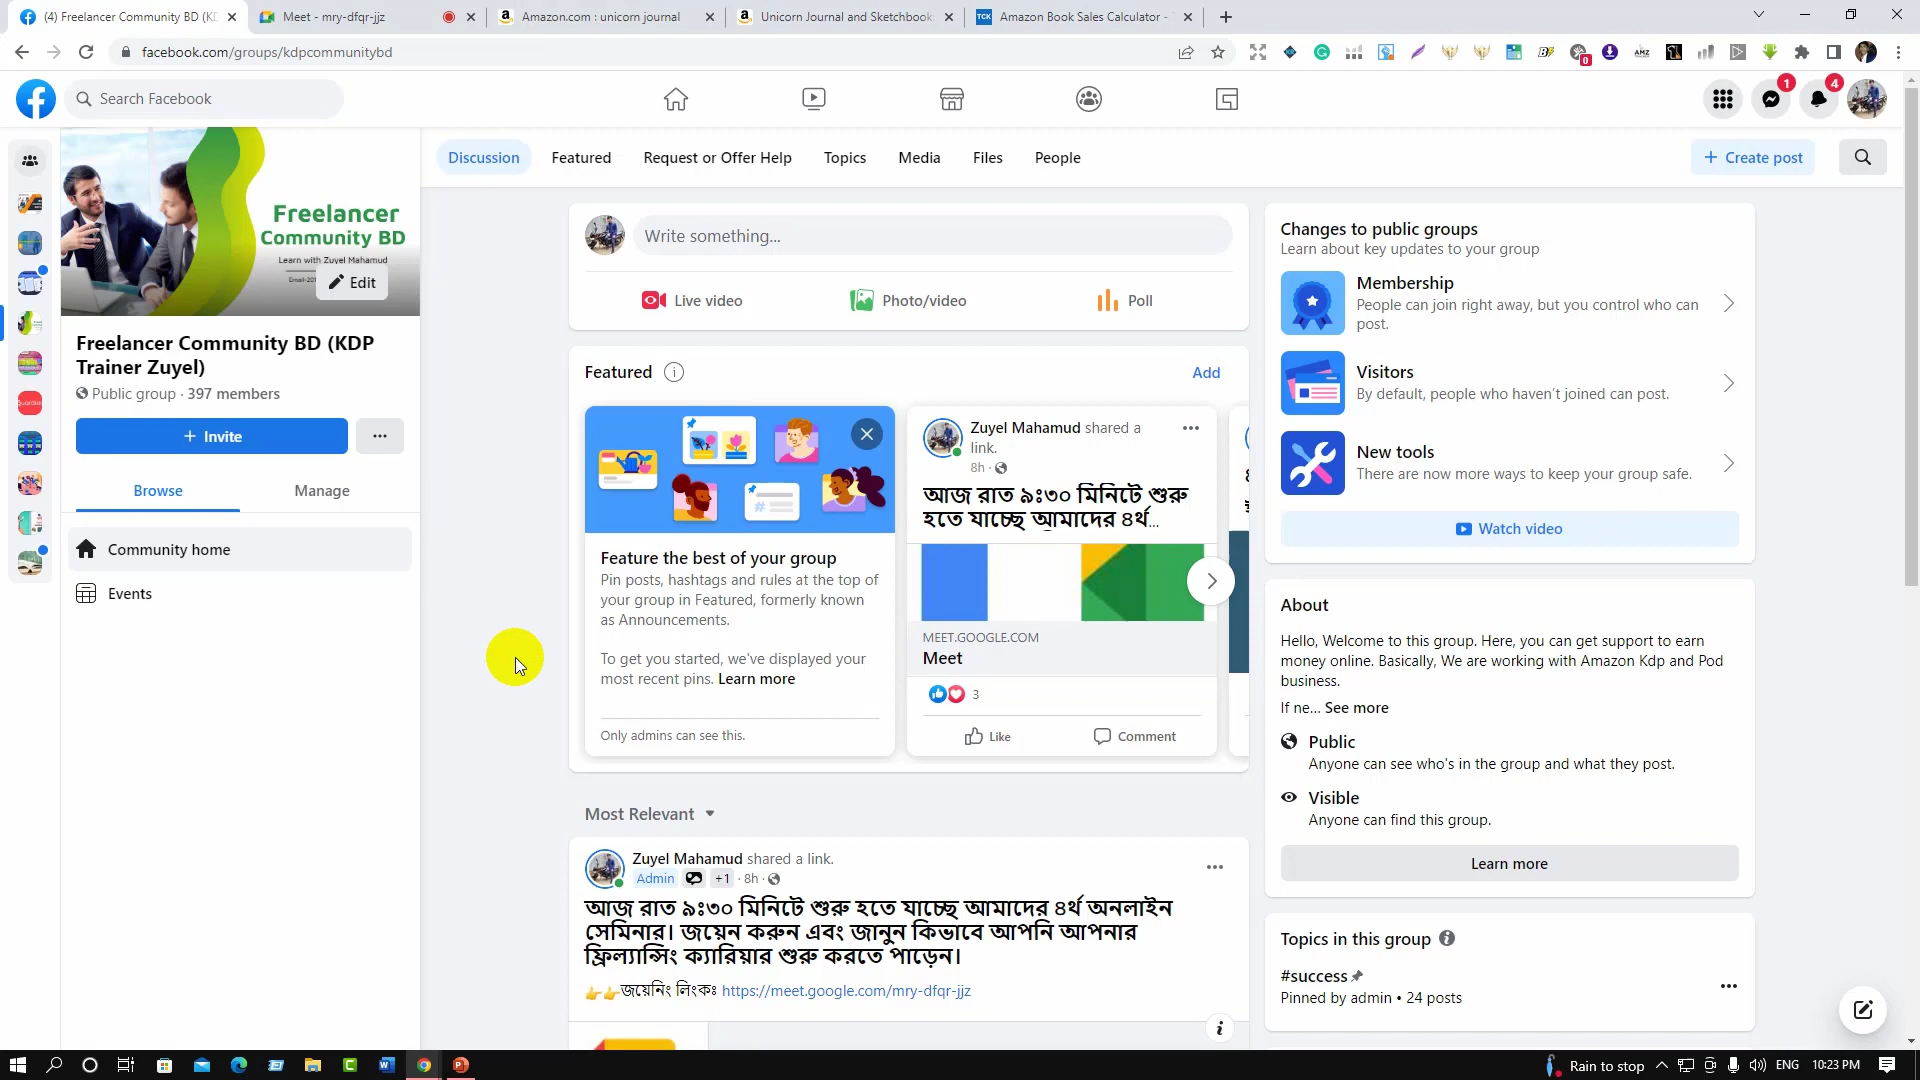 (4) Freelancer Community BD (KD
Meet - mry-dfqr-jjz
Amazon.com : unicorn journal
Unicorn Journal and Sketchbook
TCK
Amazon Book Sales Calculator -
facebook.com/groups/kdpcommunitybd
AMZ
0
Search Facebook
1
4
Freelancer
Community BD
Learn with Zuyel Mahamud
Edit
Freelancer Community BD (KDP
Trainer Zuyel)
Public group · 397 members
+ Invite
Browse
Manage
Community home
Events
Discussion
Featured
Request or Offer Help
Topics
Media
Files
People
+ Create post
Write something...
Live video
Photo/video
Poll
Featured
Add
Feature the best of your group
Pin posts, hashtags and rules at the top of
your group in Featured, formerly known
as Announcements.
To get you started, we've displayed your
most recent pins. Learn more
Only admins can see this.
Zuyel Mahamud shared a
link.
8h ·
আজ রাত ৯ঃ৩০ মিনিটে শুরু
হতে যাচ্ছে আমাদের ৪র্থ...
MEET.GOOGLE.COM
Meet
3
Like
Comment
Most Relevant
Zuyel Mahamud shared a link.
Admin +1 · 8h ·
আজ রাত ৯ঃ৩০ মিনিটে শুরু হতে যাচ্ছে আমাদের ৪র্থ অনলাইন
সেমিনার। জয়েন করুন এবং জানুন কিভাবে আপনি আপনার
ফ্রিল্যান্সিং ক্যারিয়ার শুরু করতে পাড়েন।
👉👉জয়েনিং লিংকঃ https://meet.google.com/mry-dfqr-jjz
Changes to public groups
Learn about key updates to your group
Membership
People can join right away, but you control who can
post.
Visitors
By default, people who haven't joined can post.
New tools
There are now more ways to keep your group safe.
Watch video
About
Hello, Welcome to this group. Here, you can get support to earn
money online. Basically, We are working with Amazon Kdp and Pod
business.
If ne... See more
Public
Anyone can see who's in the group and what they post.
Visible
Anyone can find this group.
Learn more
Topics in this group
#success
Pinned by admin • 24 posts
Rain to stop
ENG
10:23 PM